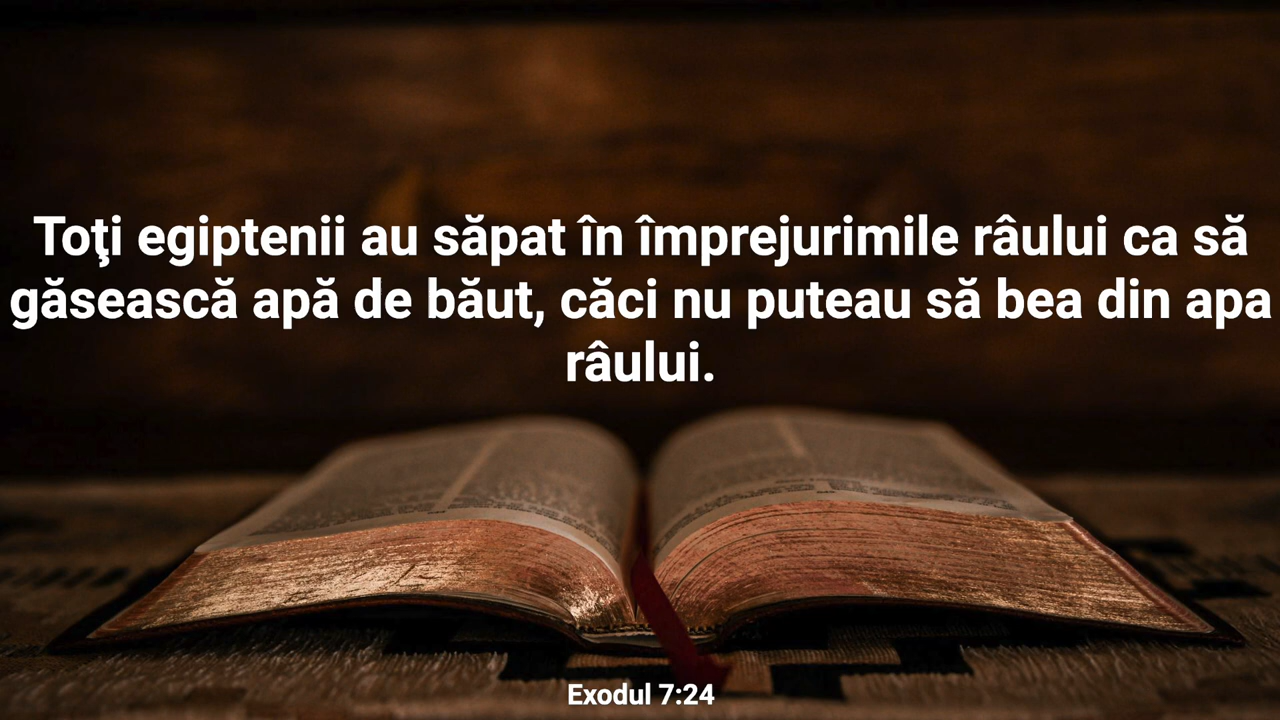 Toţi egiptenii au săpat în împrejurimile râului ca să
găsească apă de băut, căci nu puteau să bea din apa
râului.
Exodul 7:24